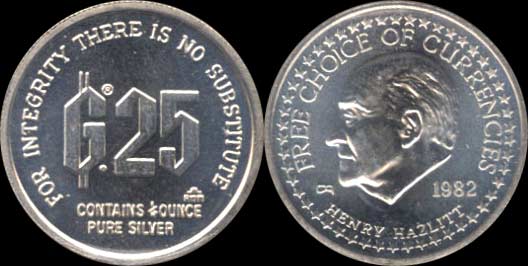 FOR INTEGRITY THERE IS NO SUBSTITUTE
₲®.25
CONTAINS ¼ OUNCE
PURE SILVER
FREE CHOICE OF CURRENCIES
1982
HENRY HAZLITT